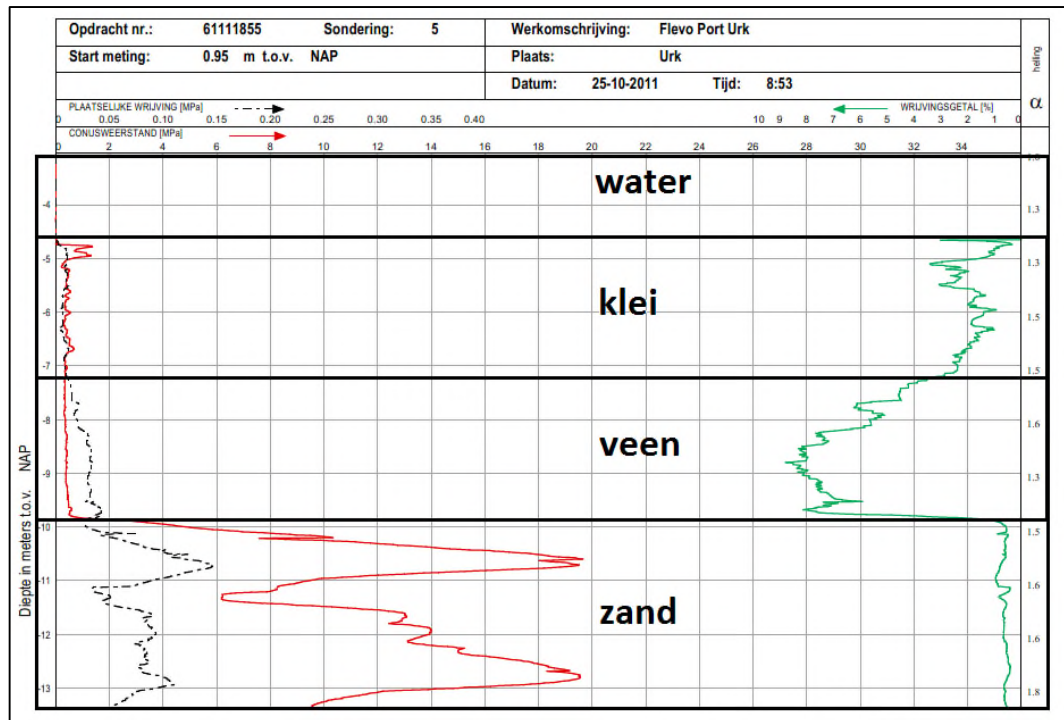 Opdracht nr.: 61111855 Sondering: 5 Werkomschrijving: Flevo Port Urk
Start meting: 0.95 m t.o.v. NAP Plaats: Urk
Datum: 25-10-2011 Tijd: 8:53
helling
α
PLAATSELIJKE WRIJVING [MPa] WRIJVINGSGETAL [%]
0 0.05 0.10 0.15 0.20 0.25 0.30 0.35 0.40 10 9 8 7 6 5 4 3 2 1 0
CONUSWEERSTAND [MPa]
0 2 4 6 8 10 12 14 16 18 20 22 24 26 28 30 32 34
water
-4 1.3
-5 1.3
klei
-6 1.5
-7 1.5
-8 1.6
veen
-9 1.3
-10 1.5
-11 1.6
zand
-12 1.6
-13 1.8
Diepte in meters t.o.v. NAP